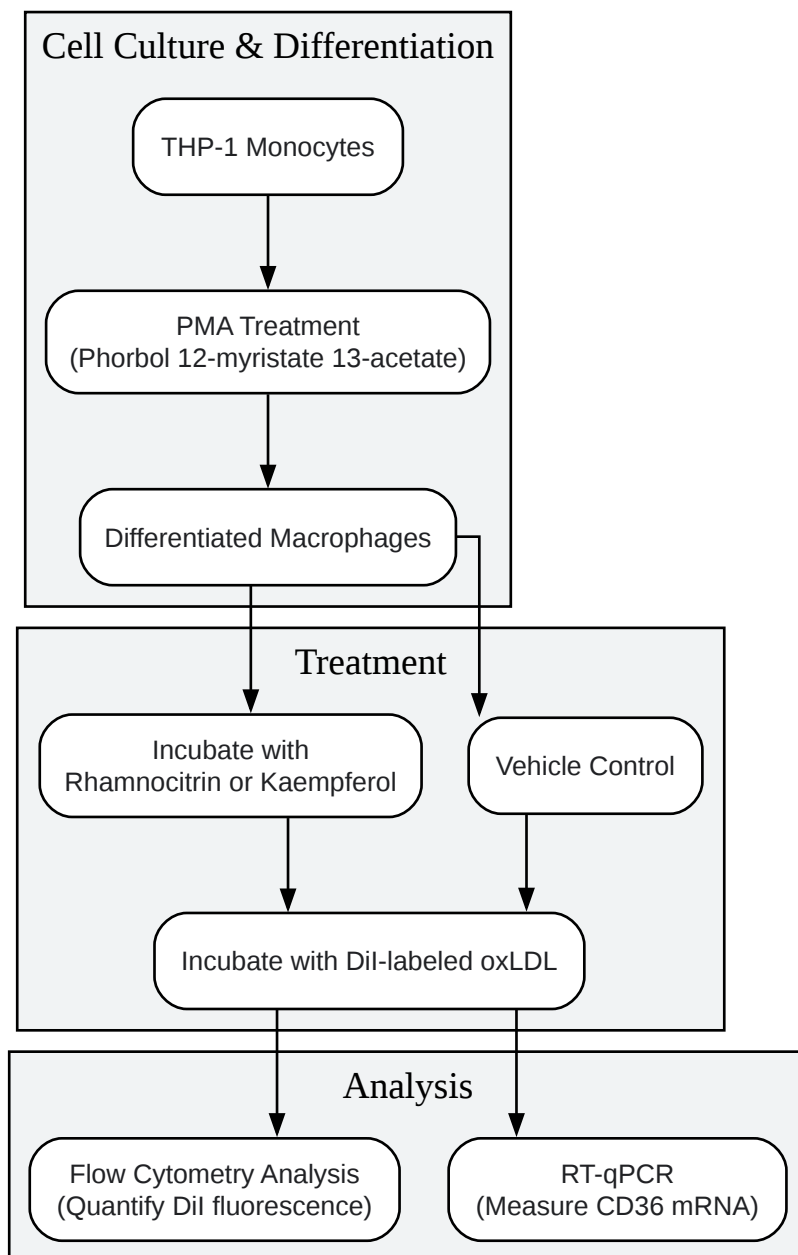 Cell Culture & Differentiation
THP-1 Monocytes
PMA Treatment
(Phorbol 12-myristate 13-acetate)
Differentiated Macrophages
Treatment
Incubate with
Rhamnocitrin or Kaempferol
Vehicle Control
Incubate with DiI-labeled oxLDL
Analysis
Flow Cytometry Analysis
(Quantify DiI fluorescence)
RT-qPCR
(Measure CD36 mRNA)